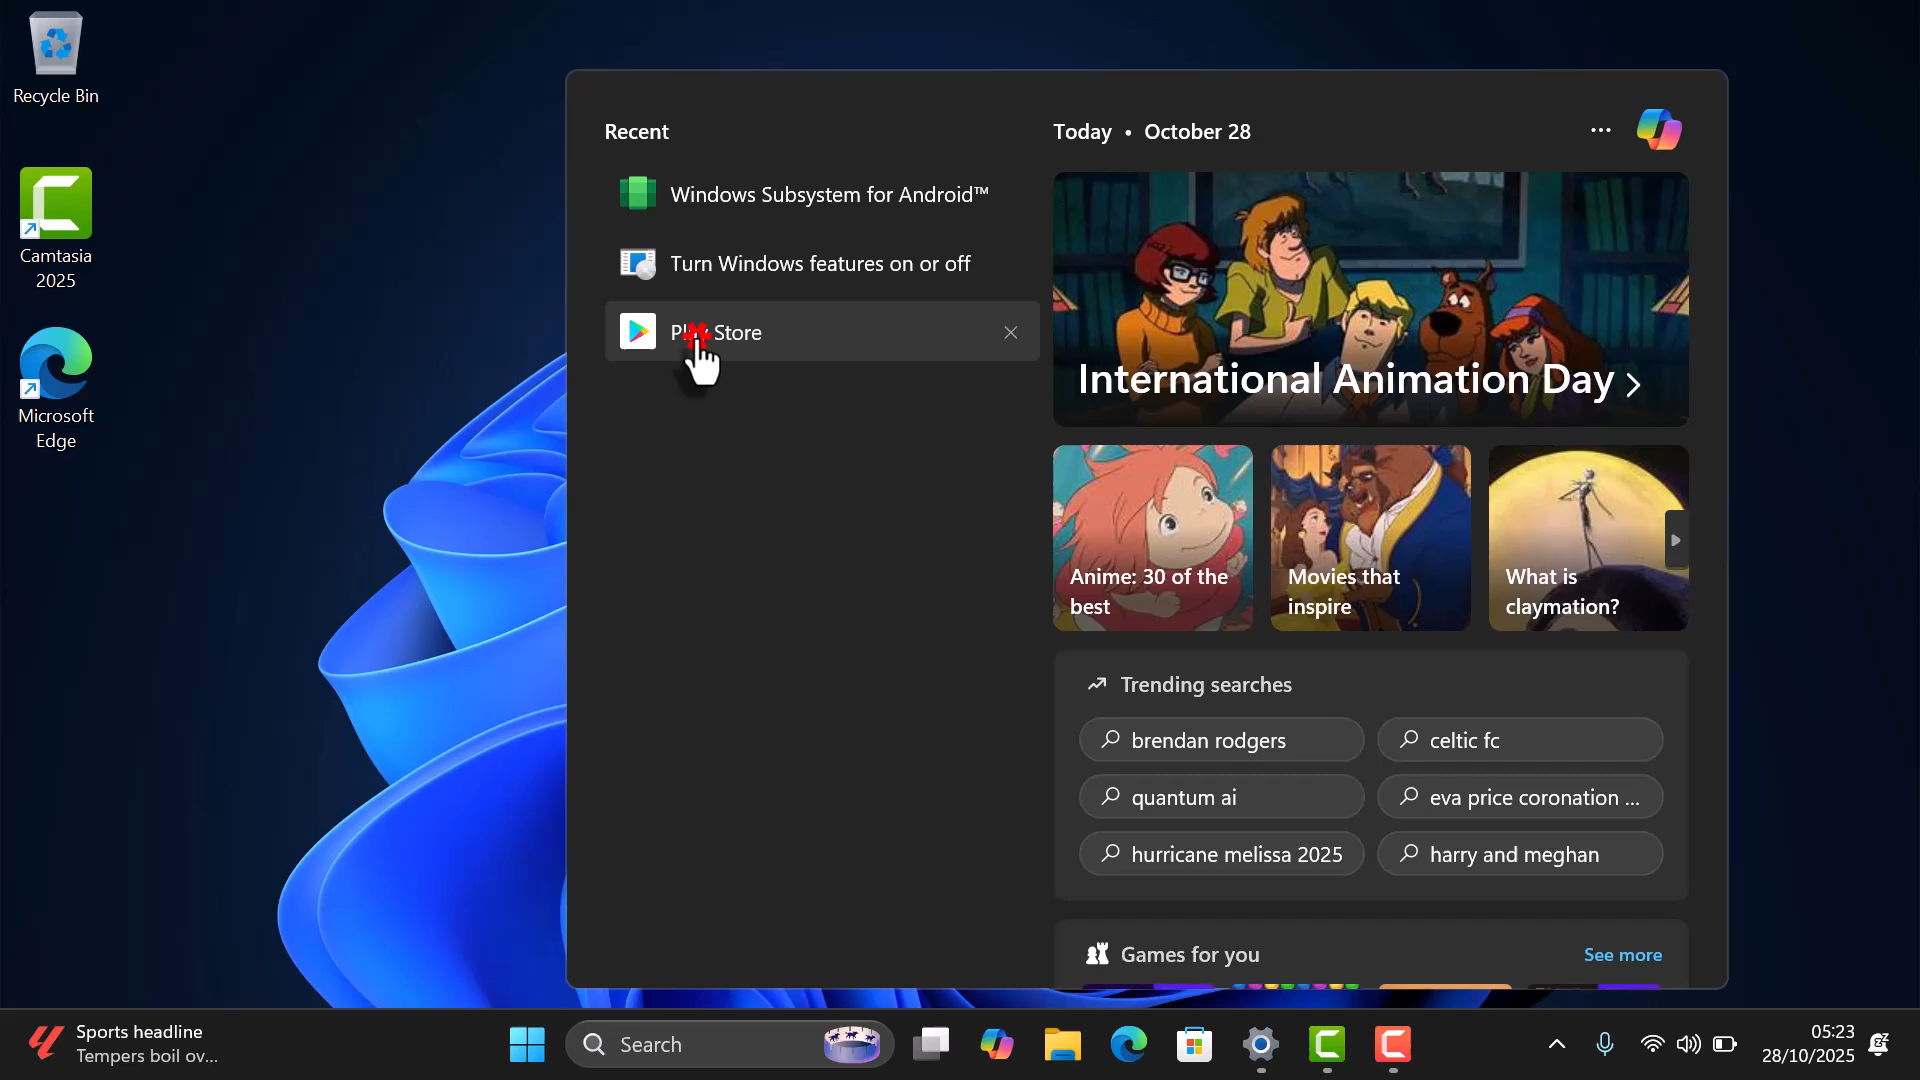 Recycle Bin
Camtasia
2025
Microsoft
Edge
Recent
Windows Subsystem for Android™
Turn Windows features on or off
Play Store
Today • October 28
International Animation Day
Anime: 30 of the
best
Movies that
inspire
What is
claymation?
Trending searches
brendan rodgers
celtic fc
quantum ai
eva price coronation ...
hurricane melissa 2025
harry and meghan
Games for you
See more
Sports headline
Tempers boil ov...
Search
05:23
28/10/2025